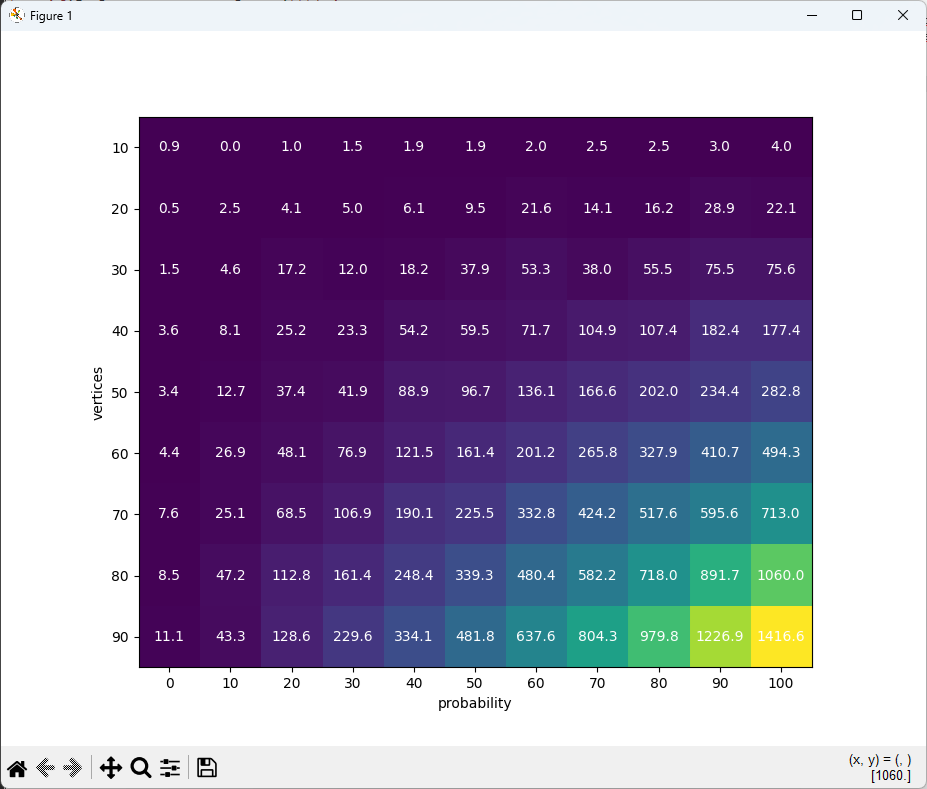 Figure 1
10 0.9 0.0 1.0 1.5 1.9 1.9 2.0 2.5 2.5 3.0 4.0
20 0.5 2.5 4.1 5.0 6.1 9.5 21.6 14.1 16.2 28.9 22.1
30 1.5 4.6 17.2 12.0 18.2 37.9 53.3 38.0 55.5 75.5 75.6
40 3.6 8.1 25.2 23.3 54.2 59.5 71.7 104.9 107.4 182.4 177.4
vertices
50 3.4 12.7 37.4 41.9 88.9 96.7 136.1 166.6 202.0 234.4 282.8
60 4.4 26.9 48.1 76.9 121.5 161.4 201.2 265.8 327.9 410.7 494.3
70 7.6 25.1 68.5 106.9 190.1 225.5 332.8 424.2 517.6 595.6 713.0
80 8.5 47.2 112.8 161.4 248.4 339.3 480.4 582.2 718.0 891.7 1060.0
90 11.1 43.3 128.6 229.6 334.1 481.8 637.6 804.3 979.8 1226.9 1416.6
0 10 20 30 40 50 60 70 80 90 100
probability
(x, y) = (, )
[1060.]